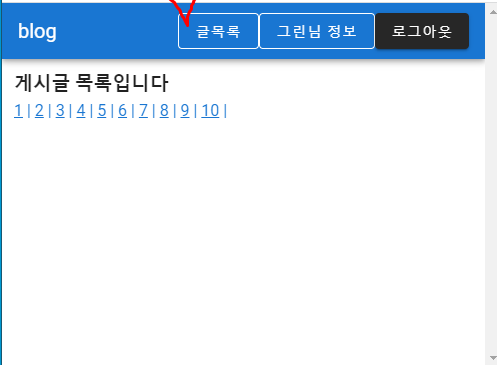 blog 글목록 그린님 정보 로그아웃
게시글 목록입니다
1 | 2 | 3 | 4 | 5 | 6 | 7 | 8 | 9 | 10 |